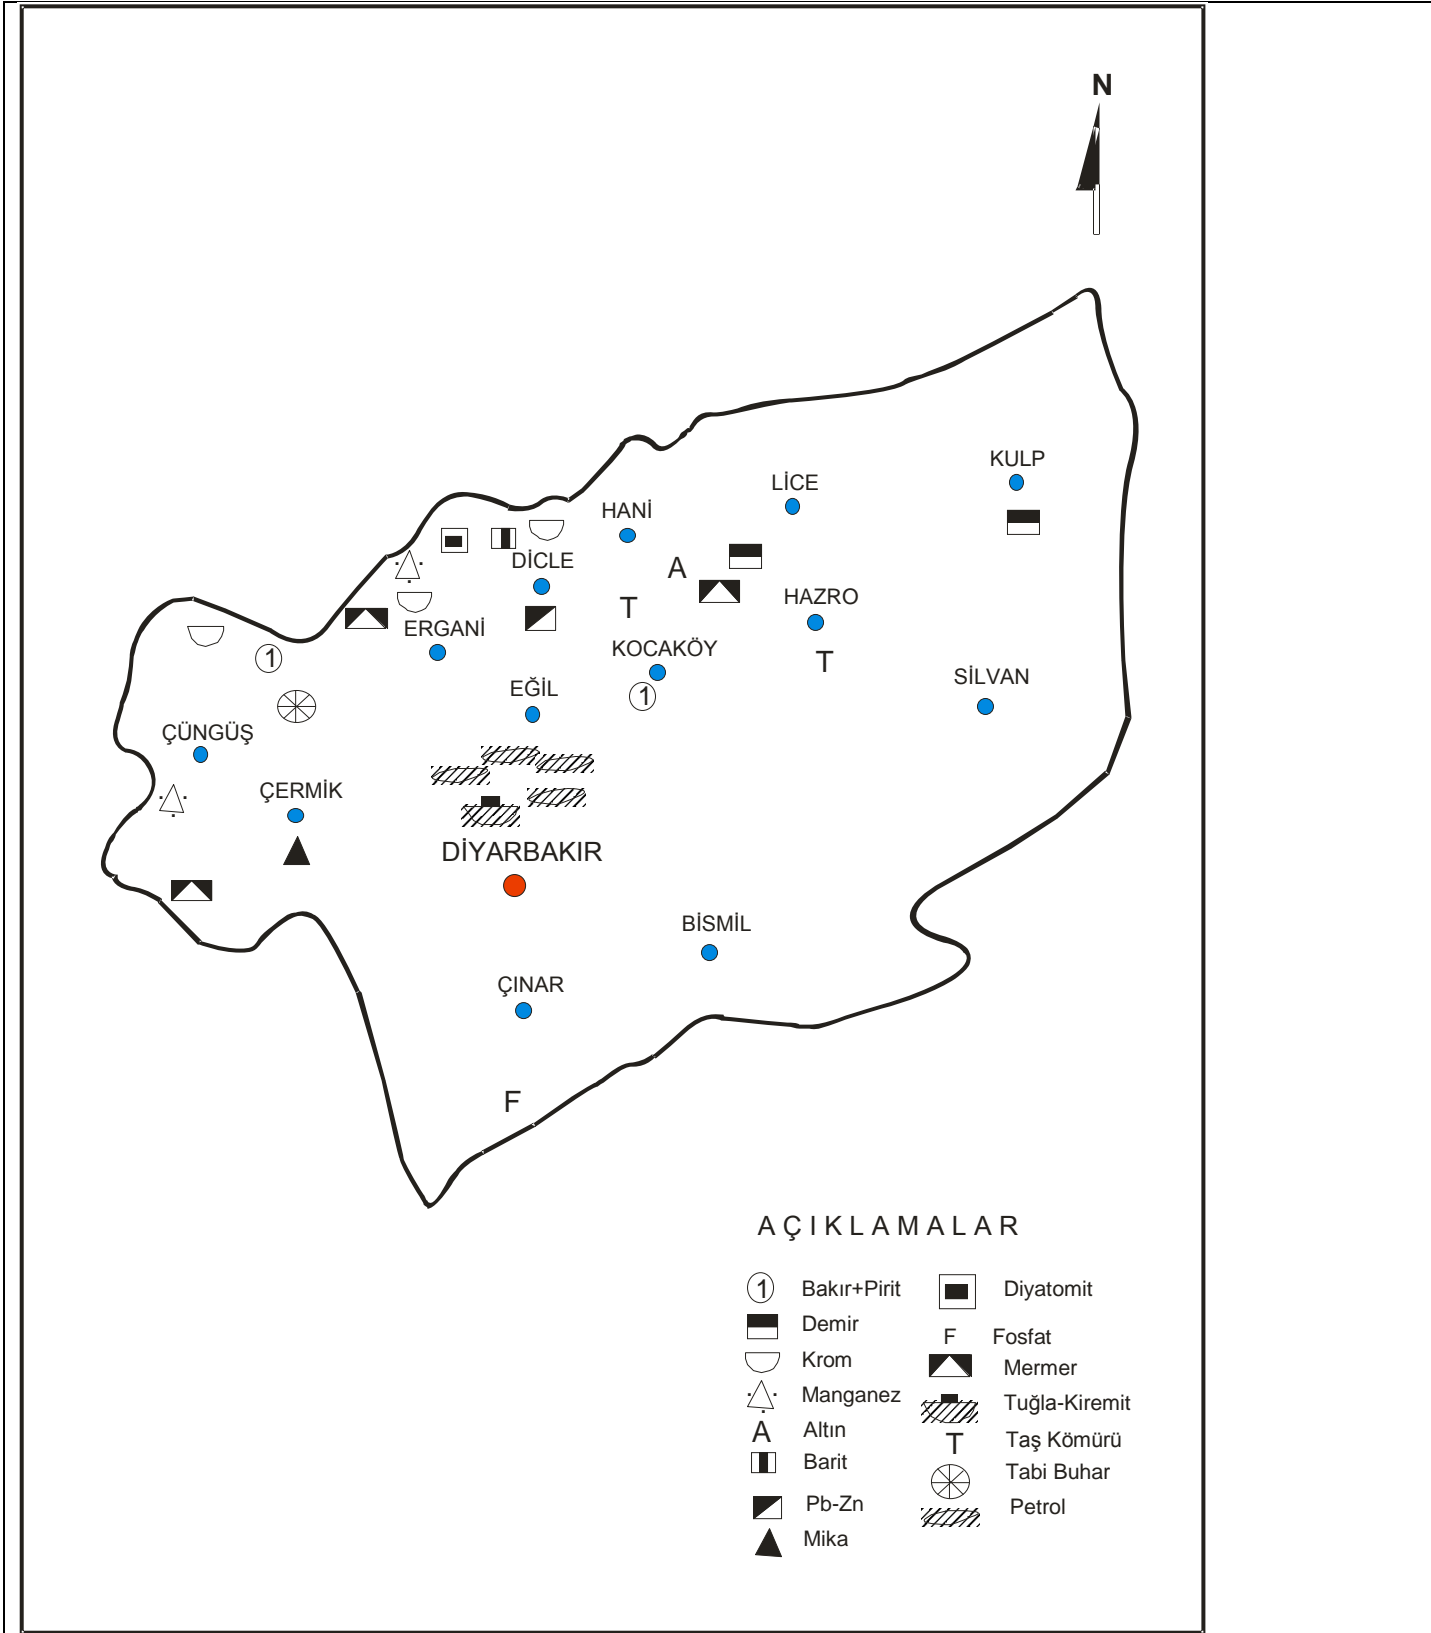 N
KULP
LİCE
HANİ
DİCLE
A
HAZRO
T
ERGANİ
KOCAKÖY
T
1
SİLVAN
EĞİL
1
ÇÜNGÜŞ
ÇERMİK
DİYARBAKIR
BİSMİL
ÇINAR
F
AÇIKLAMALAR
1 Bakır+Pirit
Demir
Krom
Manganez
A Altın
Barit
Pb-Zn
Mika
Diyatomit
F Fosfat
Mermer
Tuğla-Kiremit
T Taş Kömürü
Tabi Buhar
Petrol